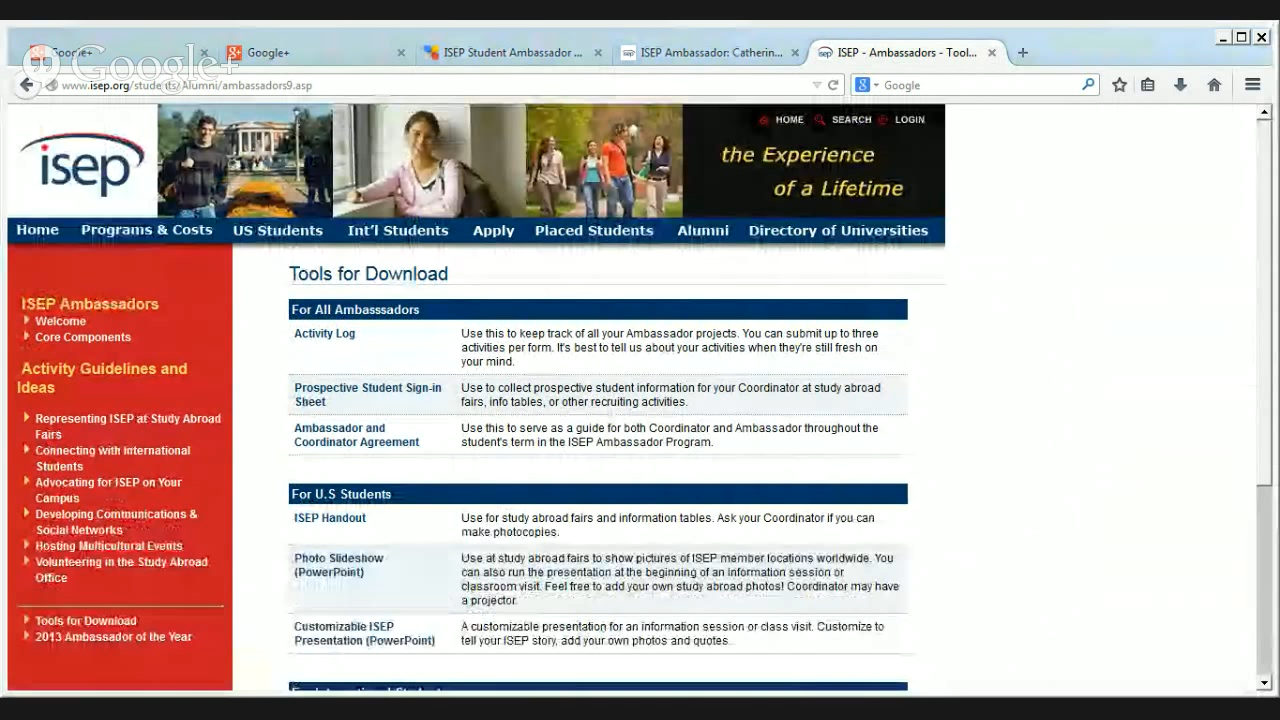 Google+
Google+
ISEP Student Ambassador ...
ISEP Ambassador: Catherin...
ISEP - Ambassadors - Tool...
Google+
www.isep.org/students/Alumni/ambassadors9.asp
Google
HOME
SEARCH
LOGIN
isep
the Experience
of a Lifetime
Home
Programs & Costs
US Students
Int'l Students
Apply
Placed Students
Alumni
Directory of Universities
ISEP Ambassadors
Welcome
Core Components
Activity Guidelines and
Ideas
Representing ISEP at Study Abroad
Fairs
Connecting with International
Students
Advocating for ISEP on Your
Campus
Developing Communications &
Social Networks
Hosting Multicultural Events
Volunteering in the Study Abroad
Office
Tools for Download
2013 Ambassador of the Year
Tools for Download
For All Ambasssadors
Activity Log
Use this to keep track of all your Ambassador projects. You can submit up to three
activities per form. It's best to tell us about your activities when they're still fresh on
your mind.
Prospective Student Sign-in
Sheet
Use to collect prospective student information for your Coordinator at study abroad
fairs, info tables, or other recruiting activities.
Ambassador and
Coordinator Agreement
Use this to serve as a guide for both Coordinator and Ambassador throughout the
student's term in the ISEP Ambassador Program.
For U.S Students
ISEP Handout
Use for study abroad fairs and information tables. Ask your Coordinator if you can
make photocopies.
Photo Slideshow
(PowerPoint)
Use at study abroad fairs to show pictures of ISEP member locations worldwide. You
can also run the presentation at the beginning of an information session or
classroom visit. Feel free to add your own study abroad photos! Coordinator may have
a projector.
Customizable ISEP
Presentation (PowerPoint)
A customizable presentation for an information session or class visit. Customize to
tell your ISEP story, add your own photos and quotes.